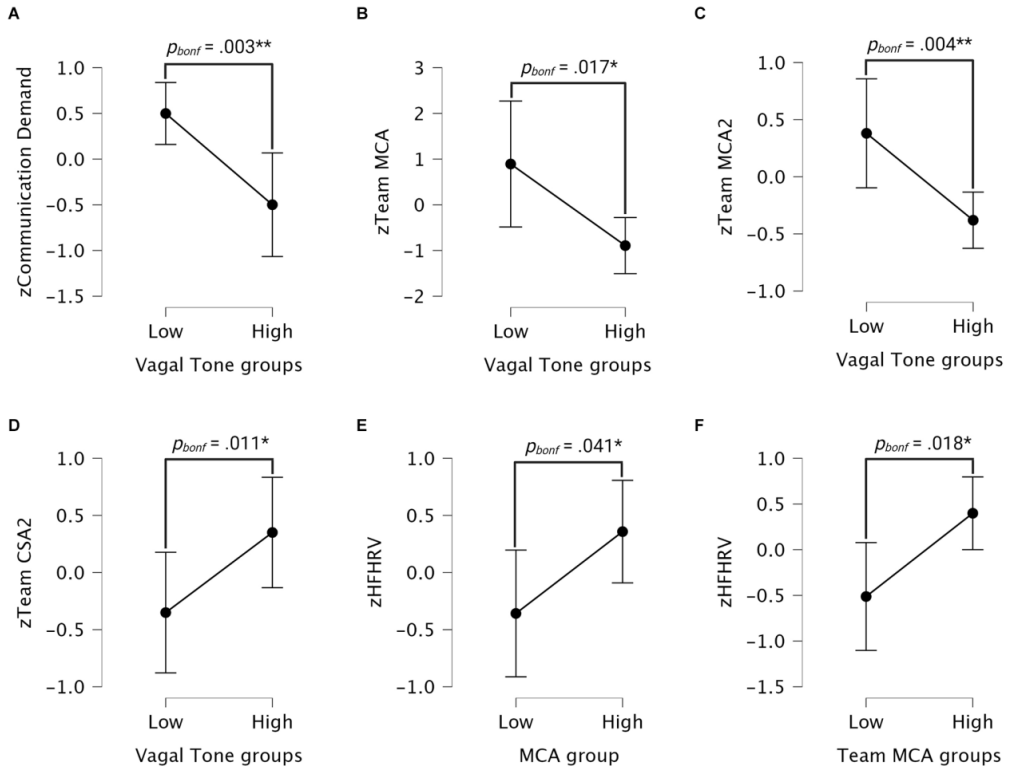 A
p_bonf = .003**
zCommunication Demand
1.0
0.5
0.0
−0.5
−1.0
−1.5
Low
High
Vagal Tone groups
B
p_bonf = .017*
zTeam MCA
3
2
1
0
−1
−2
Low
High
Vagal Tone groups
C
p_bonf = .004**
zTeam MCA2
1.0
0.5
0.0
−0.5
−1.0
Low
High
Vagal Tone groups
D
p_bonf = .011*
zTeam CSA2
1.0
0.5
0.0
−0.5
−1.0
Low
High
Vagal Tone groups
E
p_bonf = .041*
zHFHRV
1.0
0.5
0.0
−0.5
−1.0
Low
High
MCA group
F
p_bonf = .018*
zHFHRV
1.0
0.5
0.0
−0.5
−1.0
−1.5
Low
High
Team MCA groups